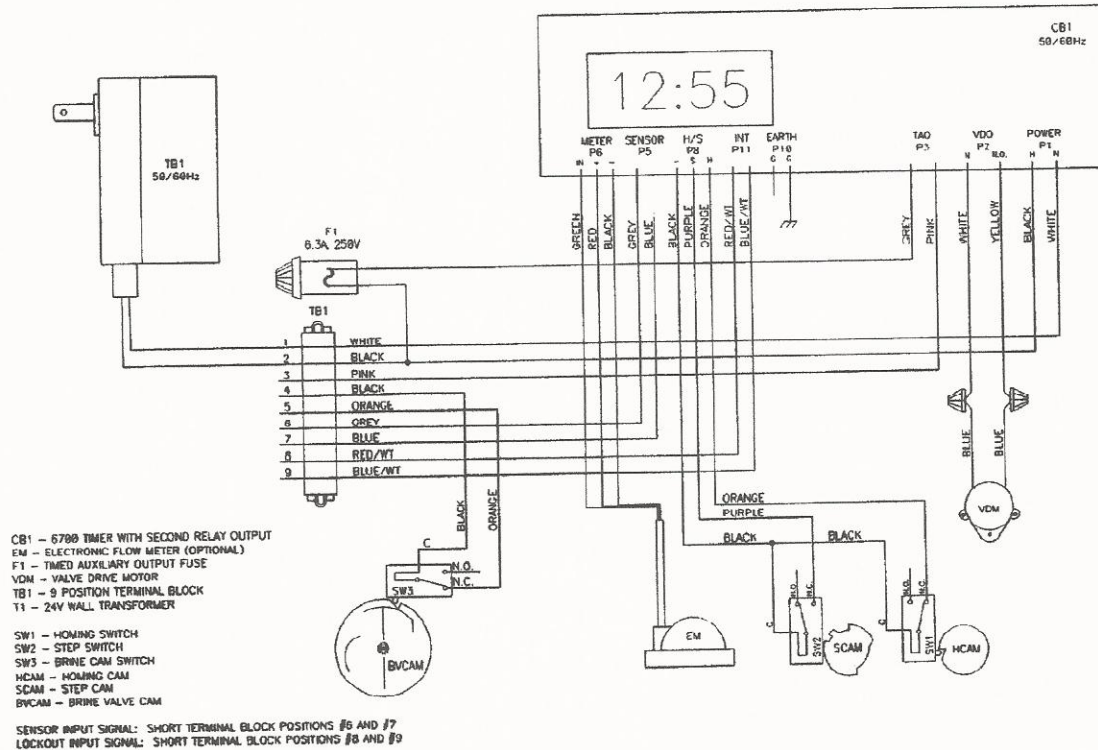 CB1
50/60Hz
12:55
METER SENSOR H/S INT EARTH TAO VDO POWER
P6 P5 P8 P11 P10 P3 P2 P1
IN + - - S H G G N H.O. H N
GREEN RED BLACK GREY BLUE BLACK PURPLE ORANGE RED/WT BLUE/WT GREY PINK WHITE YELLOW BLACK WHITE
TB1
50/60Hz
F1
6.3A, 250V
TB1
1 WHITE
2 BLACK
3 PINK
4 BLACK
5 ORANGE
6 GREY
7 BLUE
8 RED/WT
9 BLUE/WT
BLUE BLUE
VDM
BLACK ORANGE
ORANGE
PURPLE
BLACK BLACK
C
N.O.
N.C.
SW3
BVCAM
EM
N.O. N.C.
C
SW2
SCAM
N.O. N.C.
C
SW1
HCAM
CB1 - 6700 TIMER WITH SECOND RELAY OUTPUT
EM - ELECTRONIC FLOW METER (OPTIONAL)
F1 - TIMED AUXILIARY OUTPUT FUSE
VDM - VALVE DRIVE MOTOR
TB1 - 9 POSITION TERMINAL BLOCK
T1 - 24V WALL TRANSFORMER
SW1 - HOMING SWITCH
SW2 - STEP SWITCH
SW3 - BRINE CAM SWITCH
HCAM - HOMING CAM
SCAM - STEP CAM
BVCAM - BRINE VALVE CAM
SENSOR INPUT SIGNAL: SHORT TERMINAL BLOCK POSITIONS #6 AND #7
LOCKOUT INPUT SIGNAL: SHORT TERMINAL BLOCK POSITIONS #8 AND #9